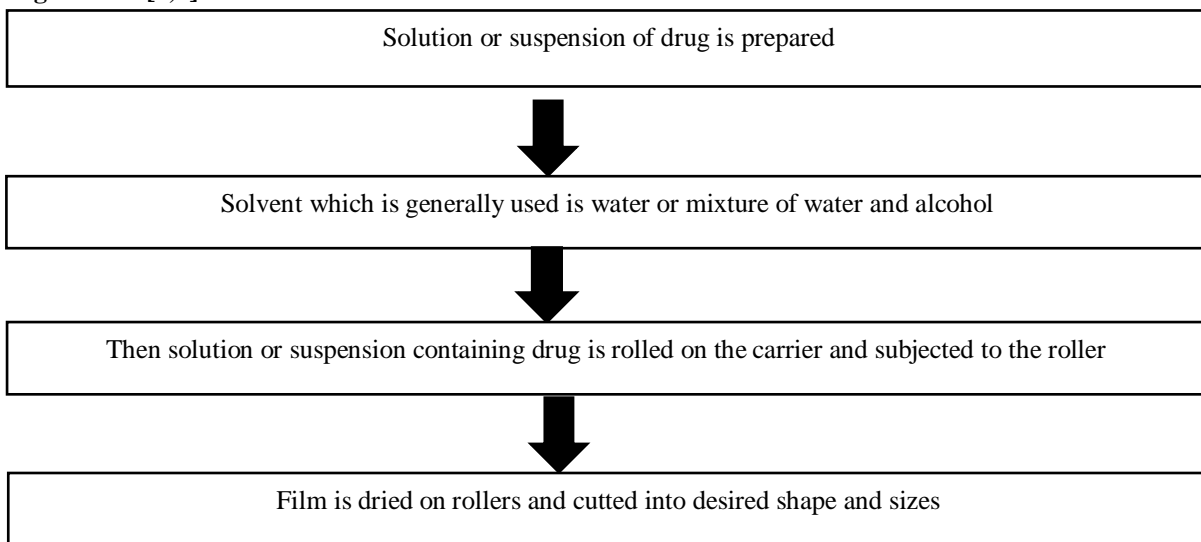 Solution or suspension of drug is prepared
Solvent which is generally used is water or mixture of water and alcohol
Then solution or suspension containing drug is rolled on the carrier and subjected to the roller
Film is dried on rollers and cutted into desired shape and sizes